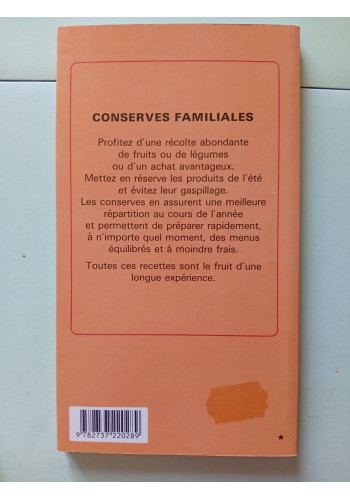 CONSERVES FAMILIALES
Profitez d'une récolte abondante
de fruits ou de légumes
ou d'un achat avantageux.
Mettez en réserve les produits de l'été
et évitez leur gaspillage.
Les conserves en assurent une meilleure
répartition au cours de l'année
et permettent de préparer rapidement,
à n'importe quel moment, des menus
équilibrés et à moindre frais.
Toutes ces recettes sont le fruit d'une
longue expérience.
9 782737 220289
*